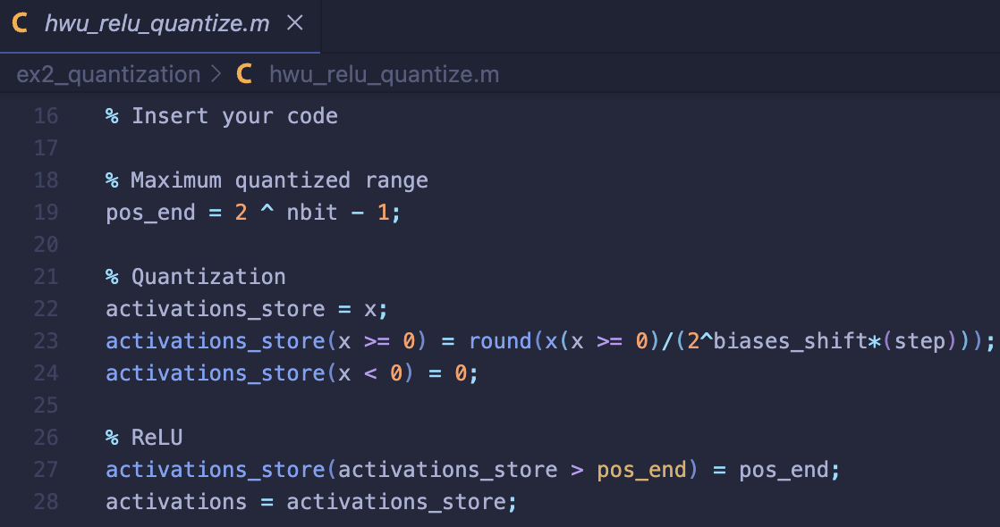 hwu_relu_quantize.m
ex2_quantization > hwu_relu_quantize.m
16 % Insert your code
17
18 % Maximum quantized range
19 pos_end = 2 ^ nbit - 1;
20
21 % Quantization
22 activations_store = x;
23 activations_store(x >= 0) = round(x(x >= 0)/(2^biases_shift*(step)));
24 activations_store(x < 0) = 0;
25
26 % ReLU
27 activations_store(activations_store > pos_end) = pos_end;
28 activations = activations_store;